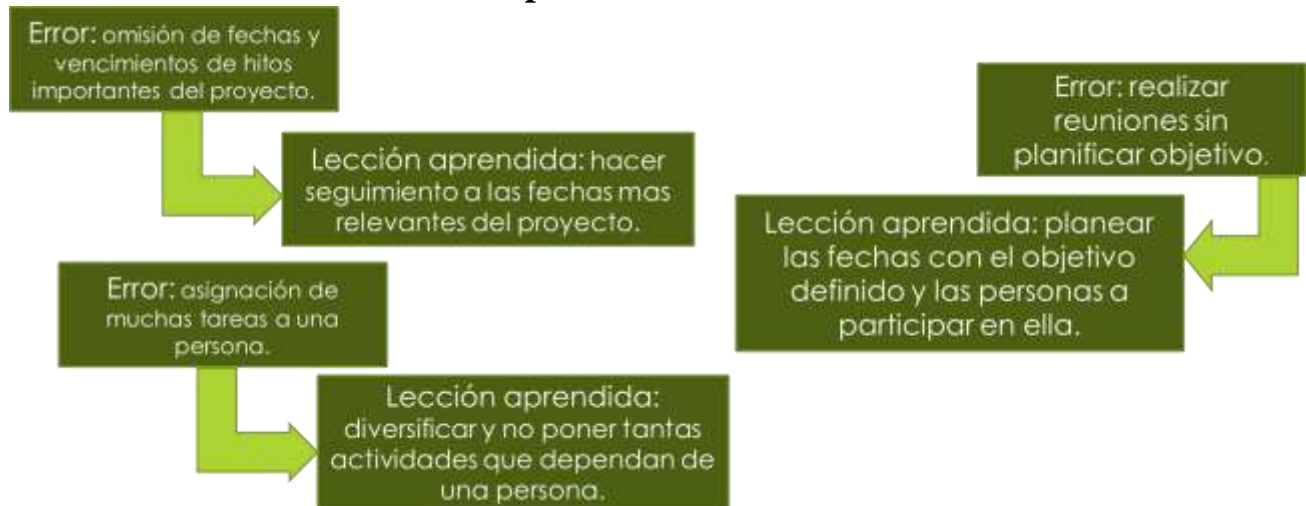 Error: omisión de fechas y
vencimientos de hitos
importantes del proyecto.
Lección aprendida: hacer
seguimiento a las fechas mas
relevantes del proyecto.
Error: asignación de
muchas tareas a una
persona.
Lección aprendida:
diversificar y no poner tantas
actividades que dependan de
una persona.
Error: realizar
reuniones sin
planificar objetivo.
Lección aprendida: planear
las fechas con el objetivo
definido y las personas a
participar en ella.